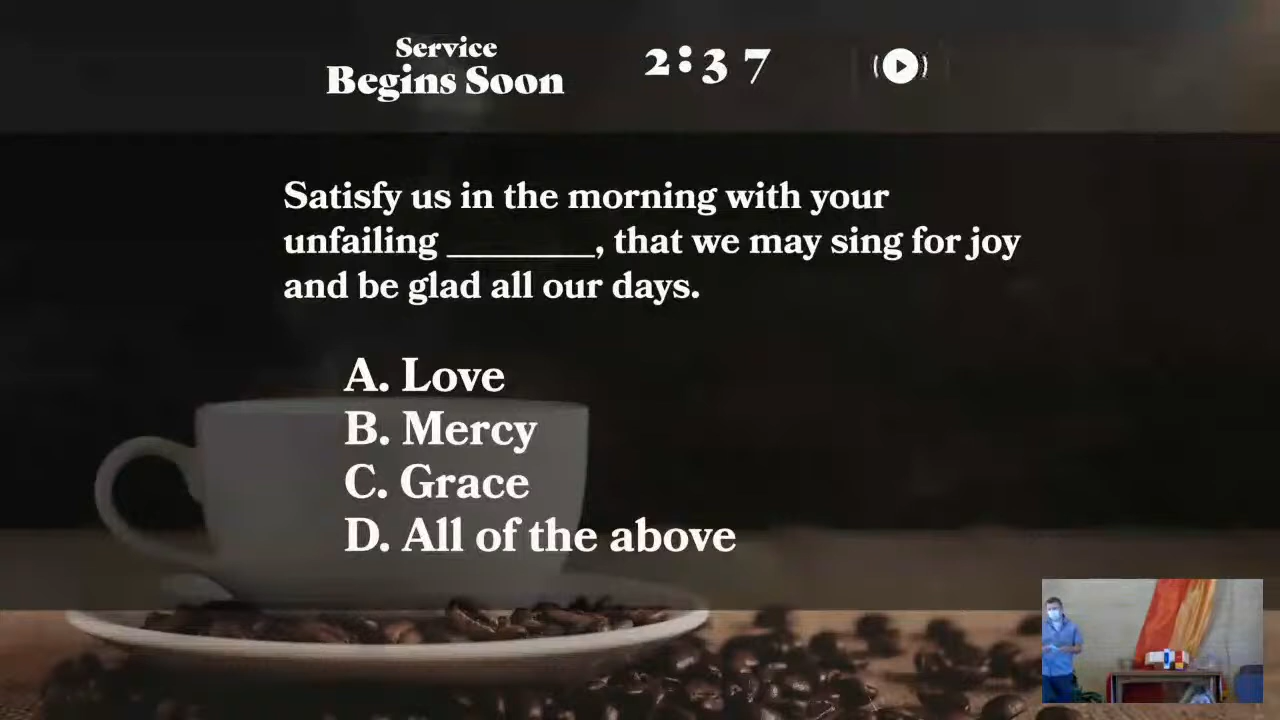 Service
Begins Soon
2:37
Satisfy us in the morning with your
unfailing ________, that we may sing for joy
and be glad all our days.
A. Love
B. Mercy
C. Grace
D. All of the above